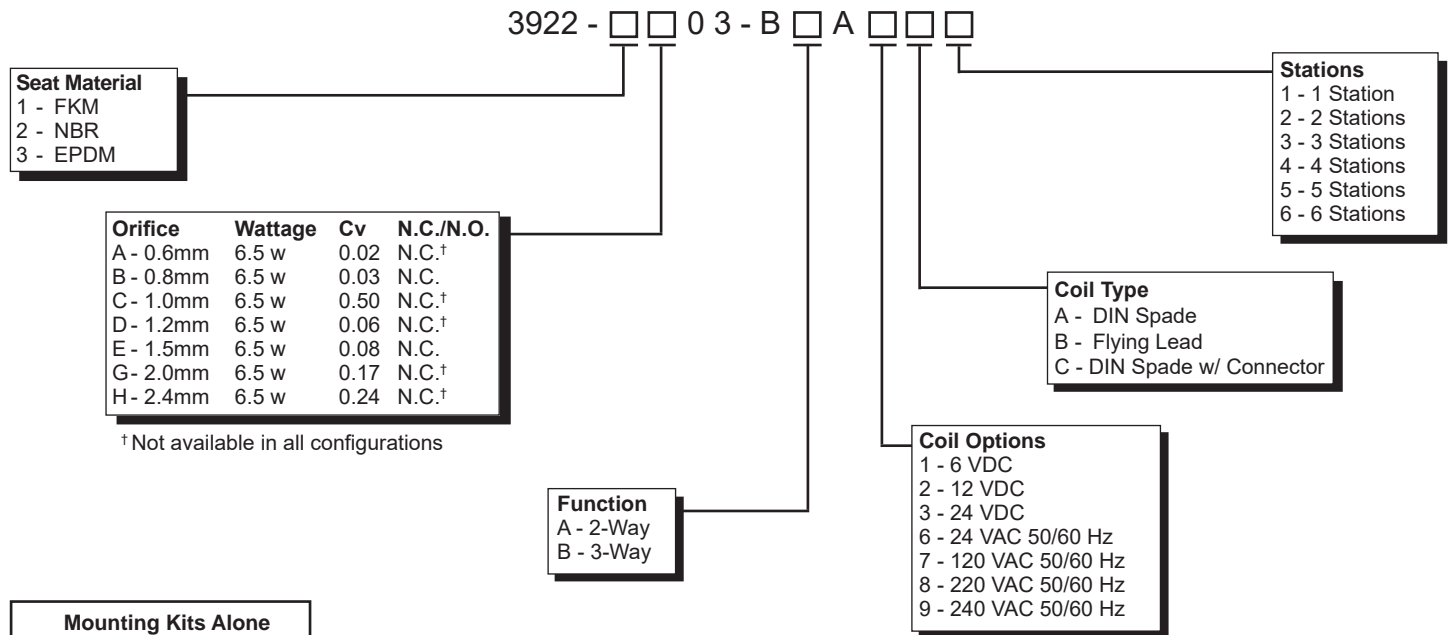 3922 - □ □ 0 3 - B □ A □ □ □
Seat Material
1 - FKM
2 - NBR
3 - EPDM
Orifice Wattage Cv N.C./N.O.
A - 0.6mm 6.5 w 0.02 N.C.†
B - 0.8mm 6.5 w 0.03 N.C.
C - 1.0mm 6.5 w 0.50 N.C.†
D - 1.2mm 6.5 w 0.06 N.C.†
E - 1.5mm 6.5 w 0.08 N.C.
G - 2.0mm 6.5 w 0.17 N.C.†
H - 2.4mm 6.5 w 0.24 N.C.†
† Not available in all configurations
Function
A - 2-Way
B - 3-Way
Stations
1 - 1 Station
2 - 2 Stations
3 - 3 Stations
4 - 4 Stations
5 - 5 Stations
6 - 6 Stations
Coil Type
A - DIN Spade
B - Flying Lead
C - DIN Spade w/ Connector
Coil Options
1 - 6 VDC
2 - 12 VDC
3 - 24 VDC
6 - 24 VAC 50/60 Hz
7 - 120 VAC 50/60 Hz
8 - 220 VAC 50/60 Hz
9 - 240 VAC 50/60 Hz
Mounting Kits Alone